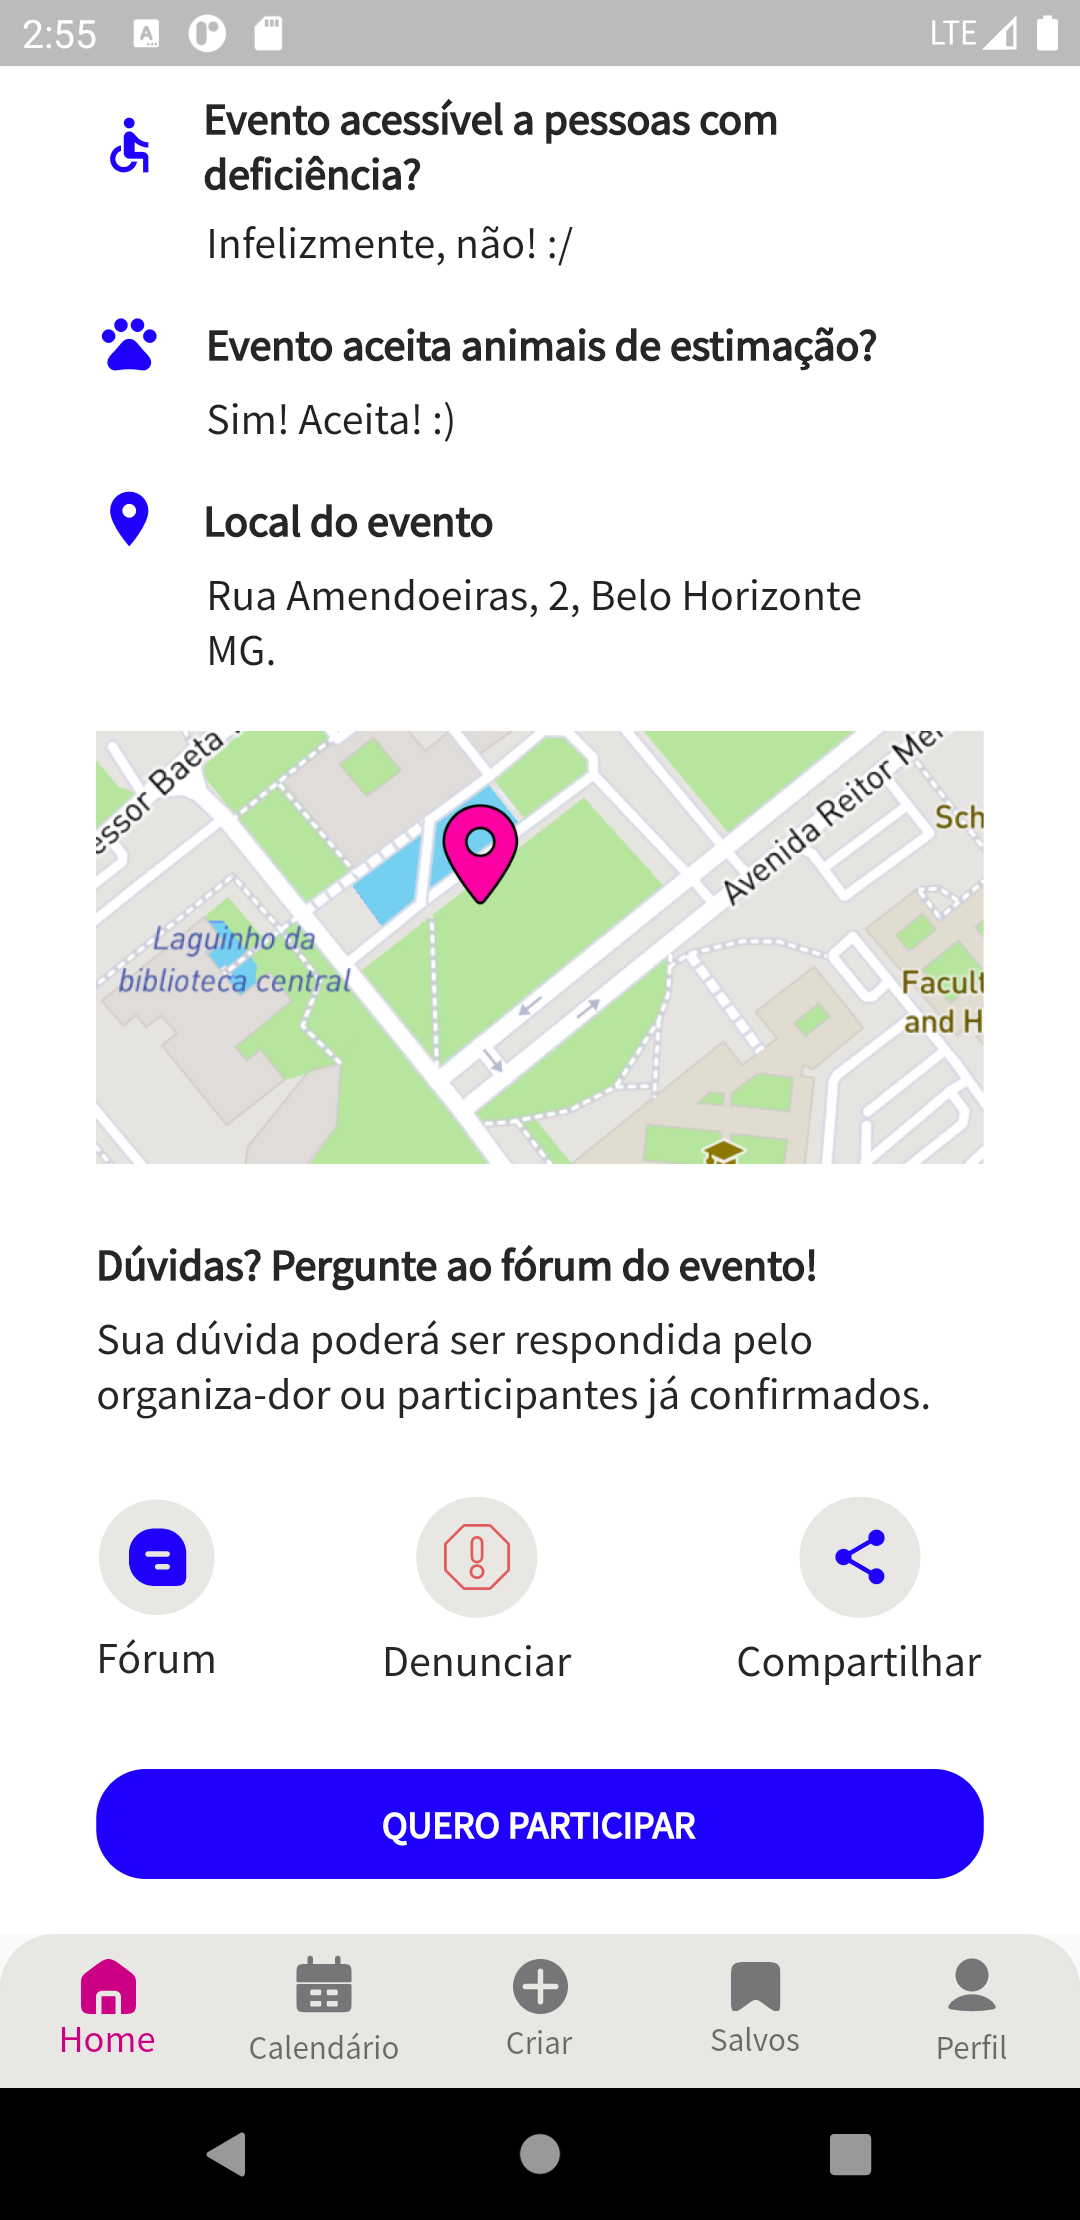 2:55
LTE
Evento acessível a pessoas com
deficiência?
Infelizmente, não! :/
Evento aceita animais de estimação?
Sim! Aceita! :)
Local do evento
Rua Amendoeiras, 2, Belo Horizonte
MG.
essor Baeta
Avenida Reitor Me
Sch
Laguinho da
biblioteca central
Facult
and H
Dúvidas? Pergunte ao fórum do evento!
Sua dúvida poderá ser respondida pelo
organiza-dor ou participantes já confirmados.
Fórum
Denunciar
Compartilhar
QUERO PARTICIPAR
Home
Calendário
Criar
Salvos
Perfil